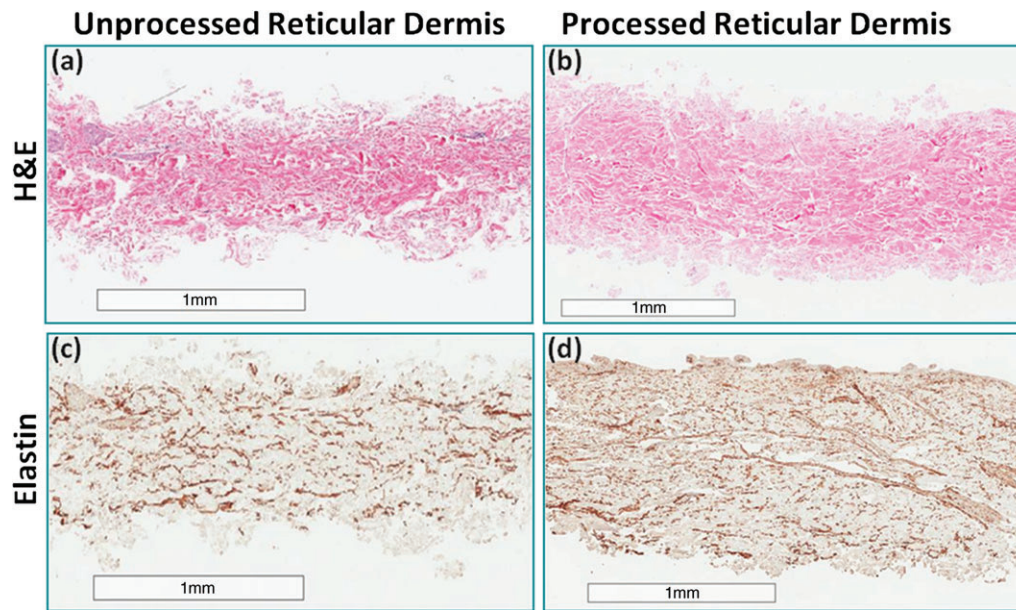 Unprocessed Reticular Dermis Processed Reticular Dermis
H&E
(a)
1mm
(b)
1mm
Elastin
(c)
1mm
(d)
1mm